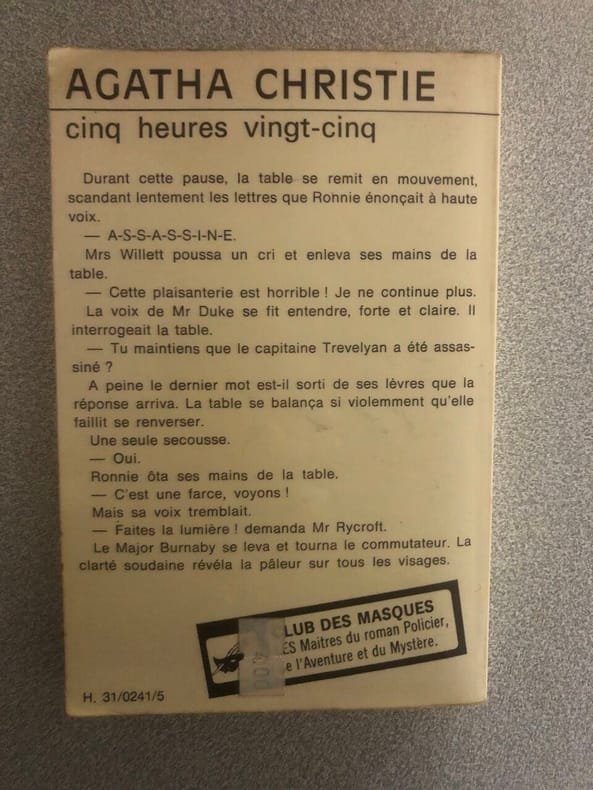 AGATHA CHRISTIE
cinq heures vingt-cinq
Durant cette pause, la table se remit en mouvement,
scandant lentement les lettres que Ronnie énonçait à haute
voix.
— A-S-S-A-S-S-I-N-E.
Mrs Willett poussa un cri et enleva ses mains de la
table.
— Cette plaisanterie est horrible ! Je ne continue plus.
La voix de Mr Duke se fit entendre, forte et claire. Il
interrogeait la table.
— Tu maintiens que le capitaine Trevelyan a été assas-
siné ?
A peine le dernier mot est-il sorti de ses lèvres que la
réponse arriva. La table se balança si violemment qu'elle
faillit se renverser.
Une seule secousse.
— Oui.
Ronnie ôta ses mains de la table.
— C'est une farce, voyons !
Mais sa voix tremblait.
— Faites la lumière ! demanda Mr Rycroft.
Le Major Burnaby se leva et tourna le commutateur. La
clarté soudaine révéla la pâleur sur tous les visages.
LUB DES MASQUES
ES Maitres du roman Policier,
e l'Aventure et du Mystère.
H. 31/0241/5